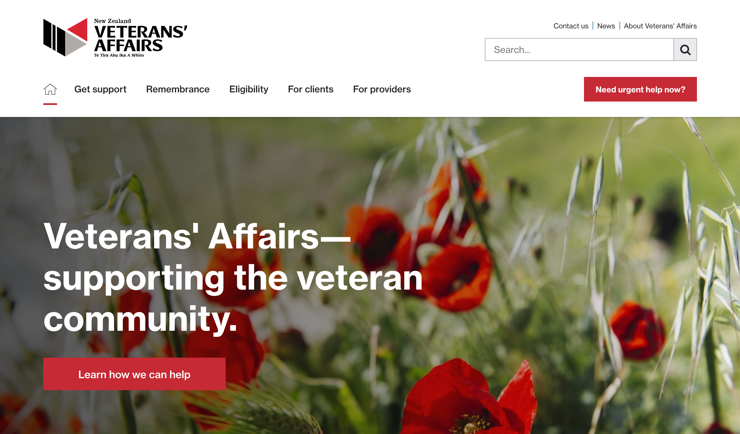 New Zealand
VETERANS'
AFFAIRS
Te Tira Ahu Ika A Whiro
Contact us | News | About Veterans' Affairs
Search...
Get support Remembrance Eligibility For clients For providers
Need urgent help now?
Veterans' Affairs—
supporting the veteran
community.
Learn how we can help